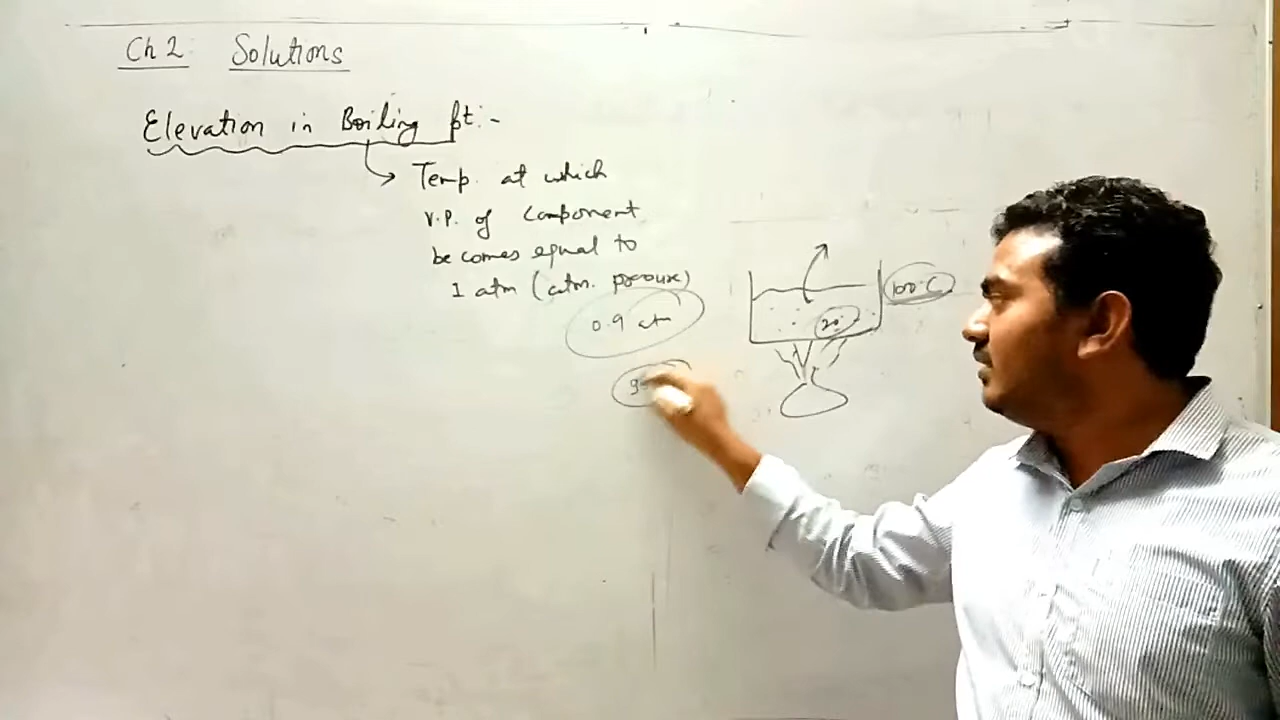 Ch 2 Solutions
Elevation in Boiling pt:-
Temp. at which
V.P. of component
becomes equal to
1 atm (atm. pressure)
0.9 atm
100°C
20